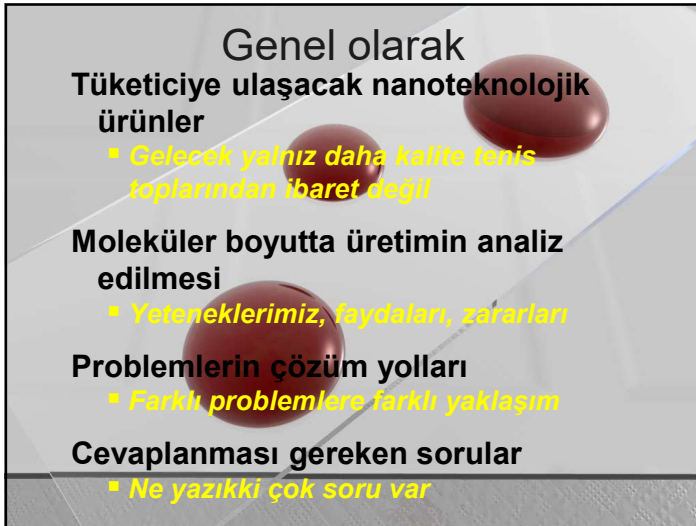 Genel olarak
Tüketiciye ulaşacak nanoteknolojik
ürünler
▪ Gelecek yalnız daha kalite tenis
toplarından ibaret değil
Moleküler boyutta üretimin analiz
edilmesi
▪ Yeteneklerimiz, faydaları, zararları
Problemlerin çözüm yolları
▪ Farklı problemlere farklı yaklaşım
Cevaplanması gereken sorular
▪ Ne yazıkki çok soru var